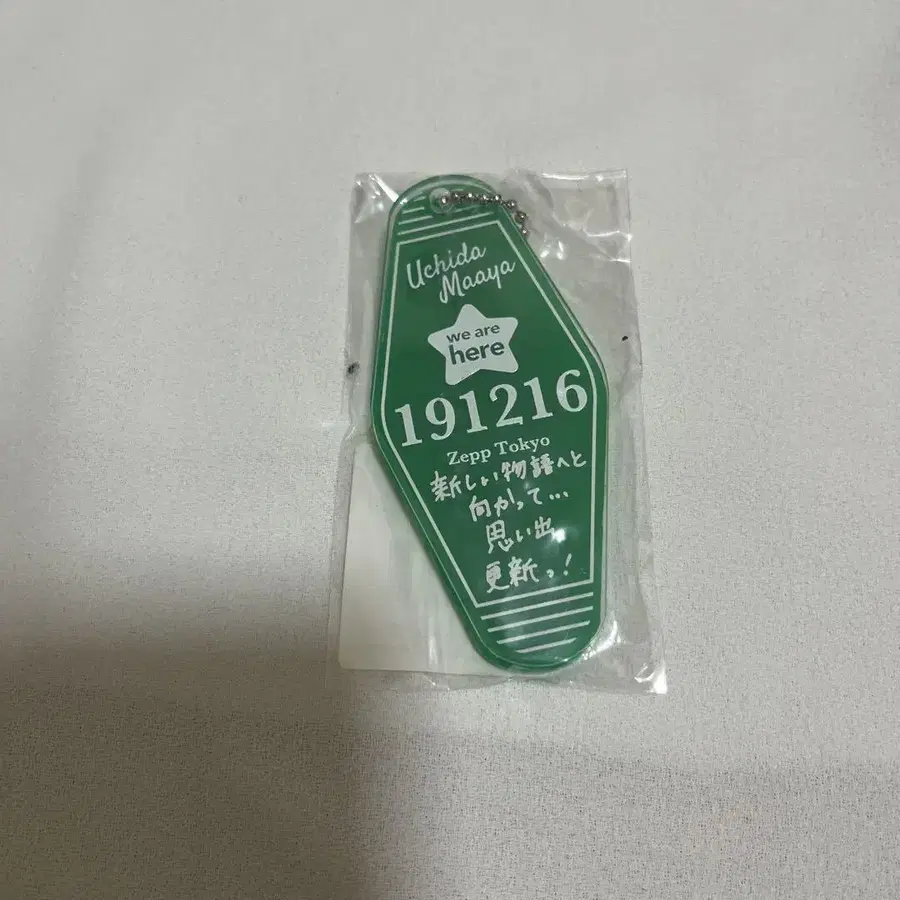 Uchida
Maaya
we are
here
191216
Zepp Tokyo
新しい物語へと
向かって...
思い出
更新っ!